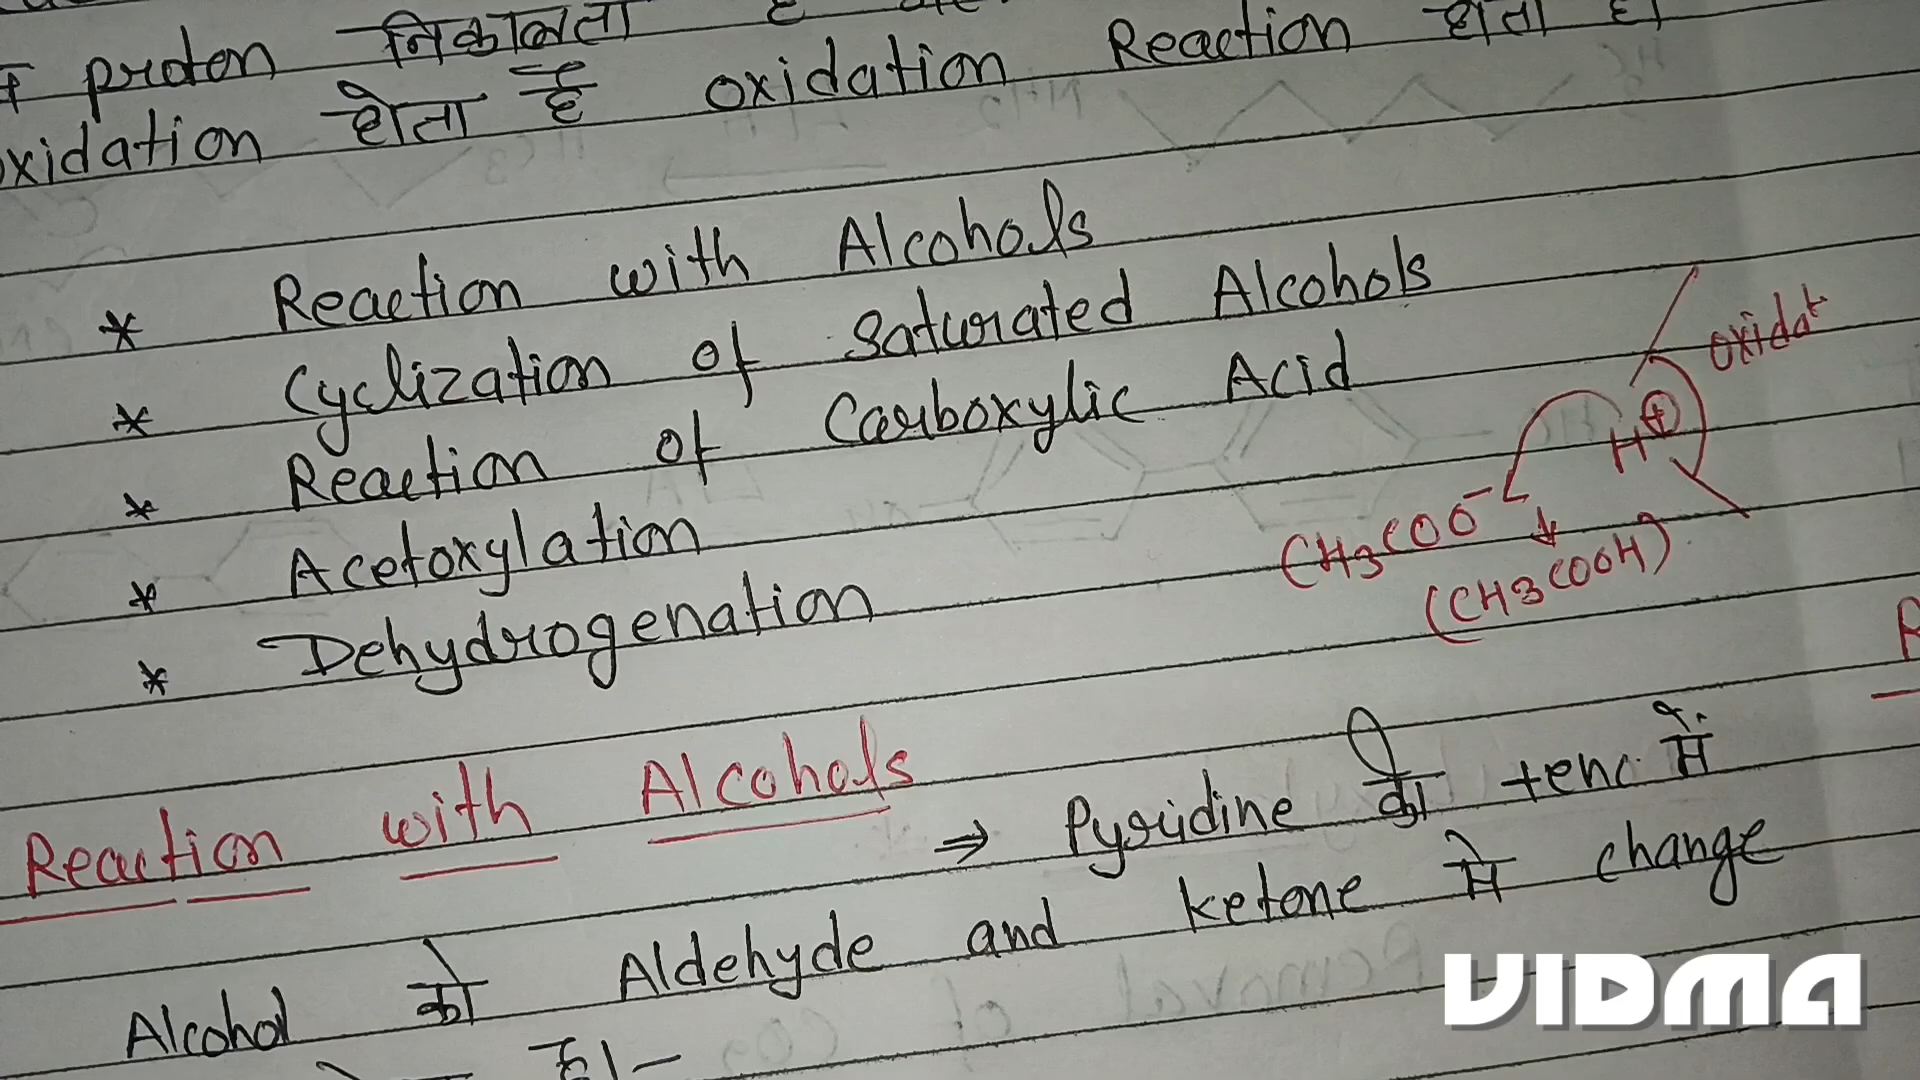 proton निकालता है
oxidation होता है oxidation Reaction होता है।
* Reaction with Alcohols
* Cyclization of saturated Alcohols
* Reaction of Carboxylic Acid
* Acetoxylation
* Dehydrogenation
oxidat
H⊕
CH3COO⁻
(CH3COOH)
Reaction with Alcohols ⇒ Pyridine की tenc. में
Alcohol को Aldehyde and ketone में change
VIDMA